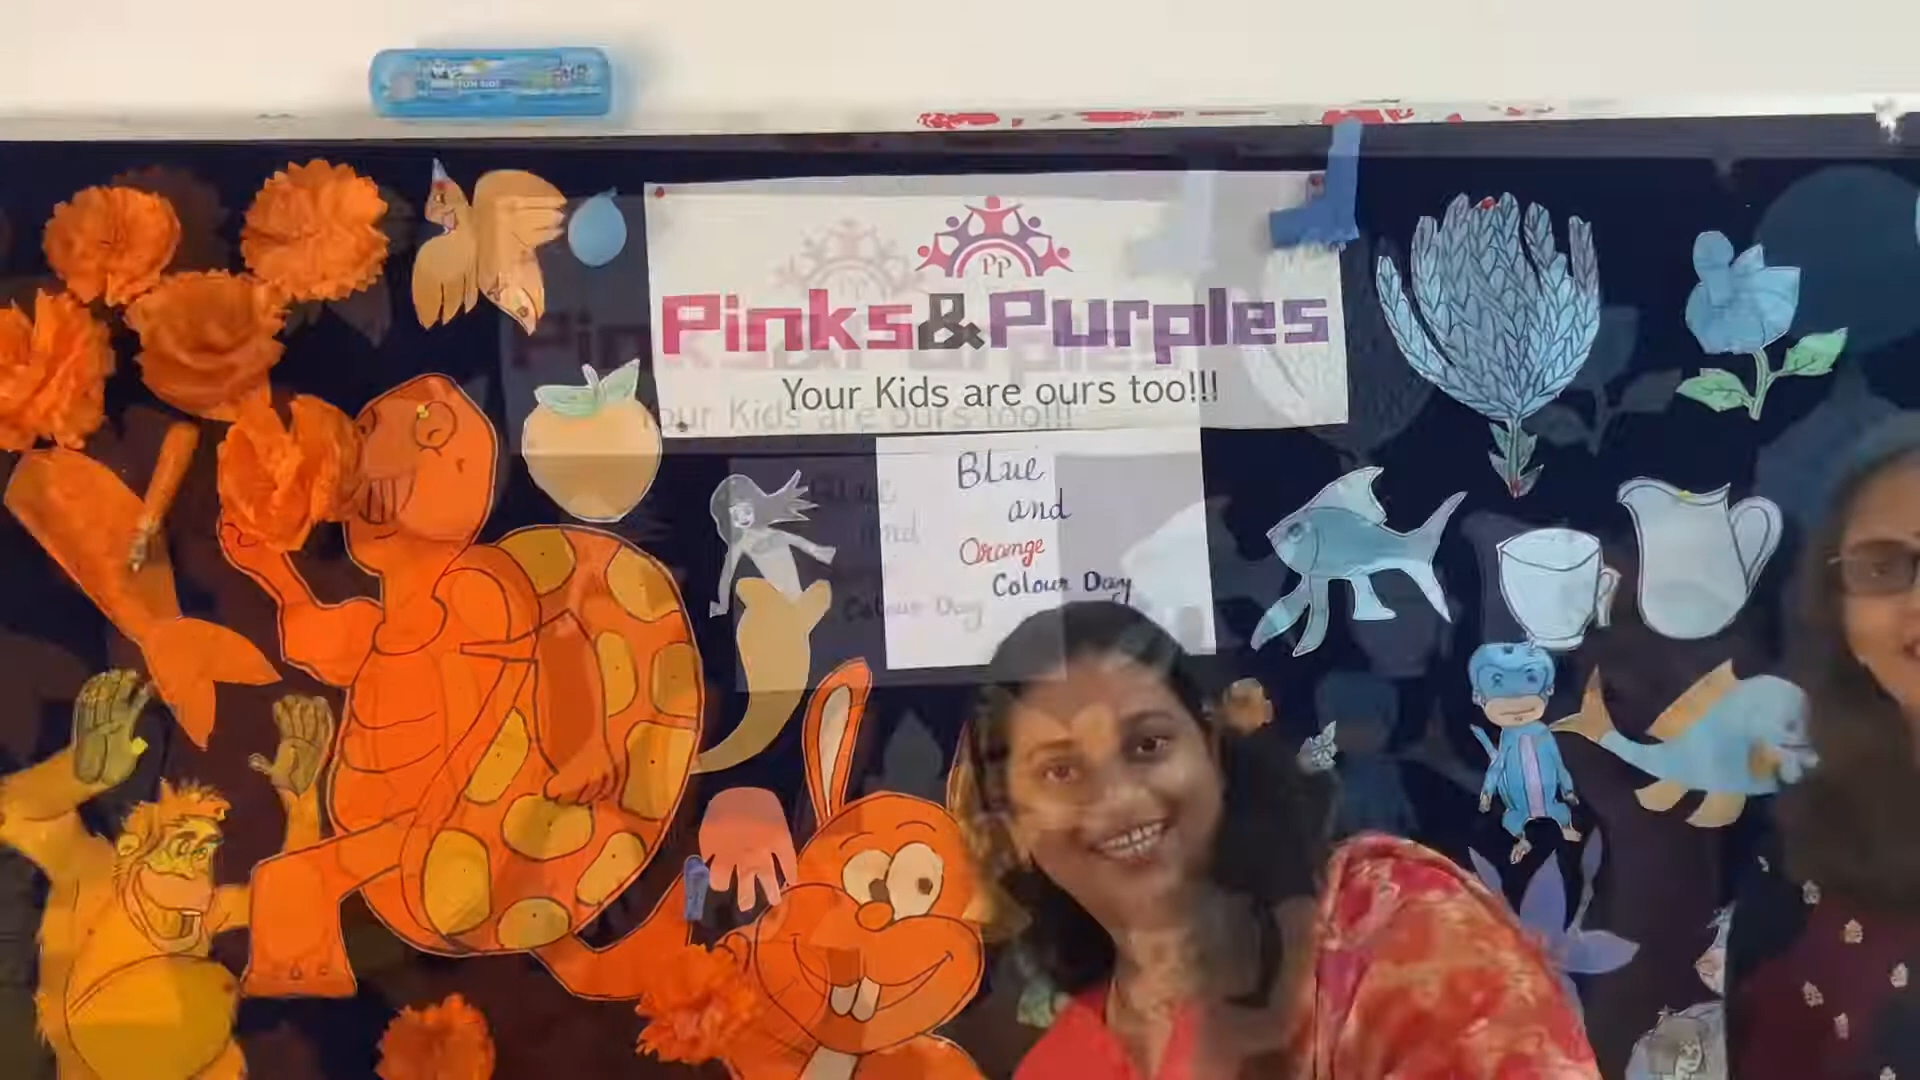 PP
Pinks&Purples
Your Kids are ours too!!!
Blue
and
Orange
Colour Day